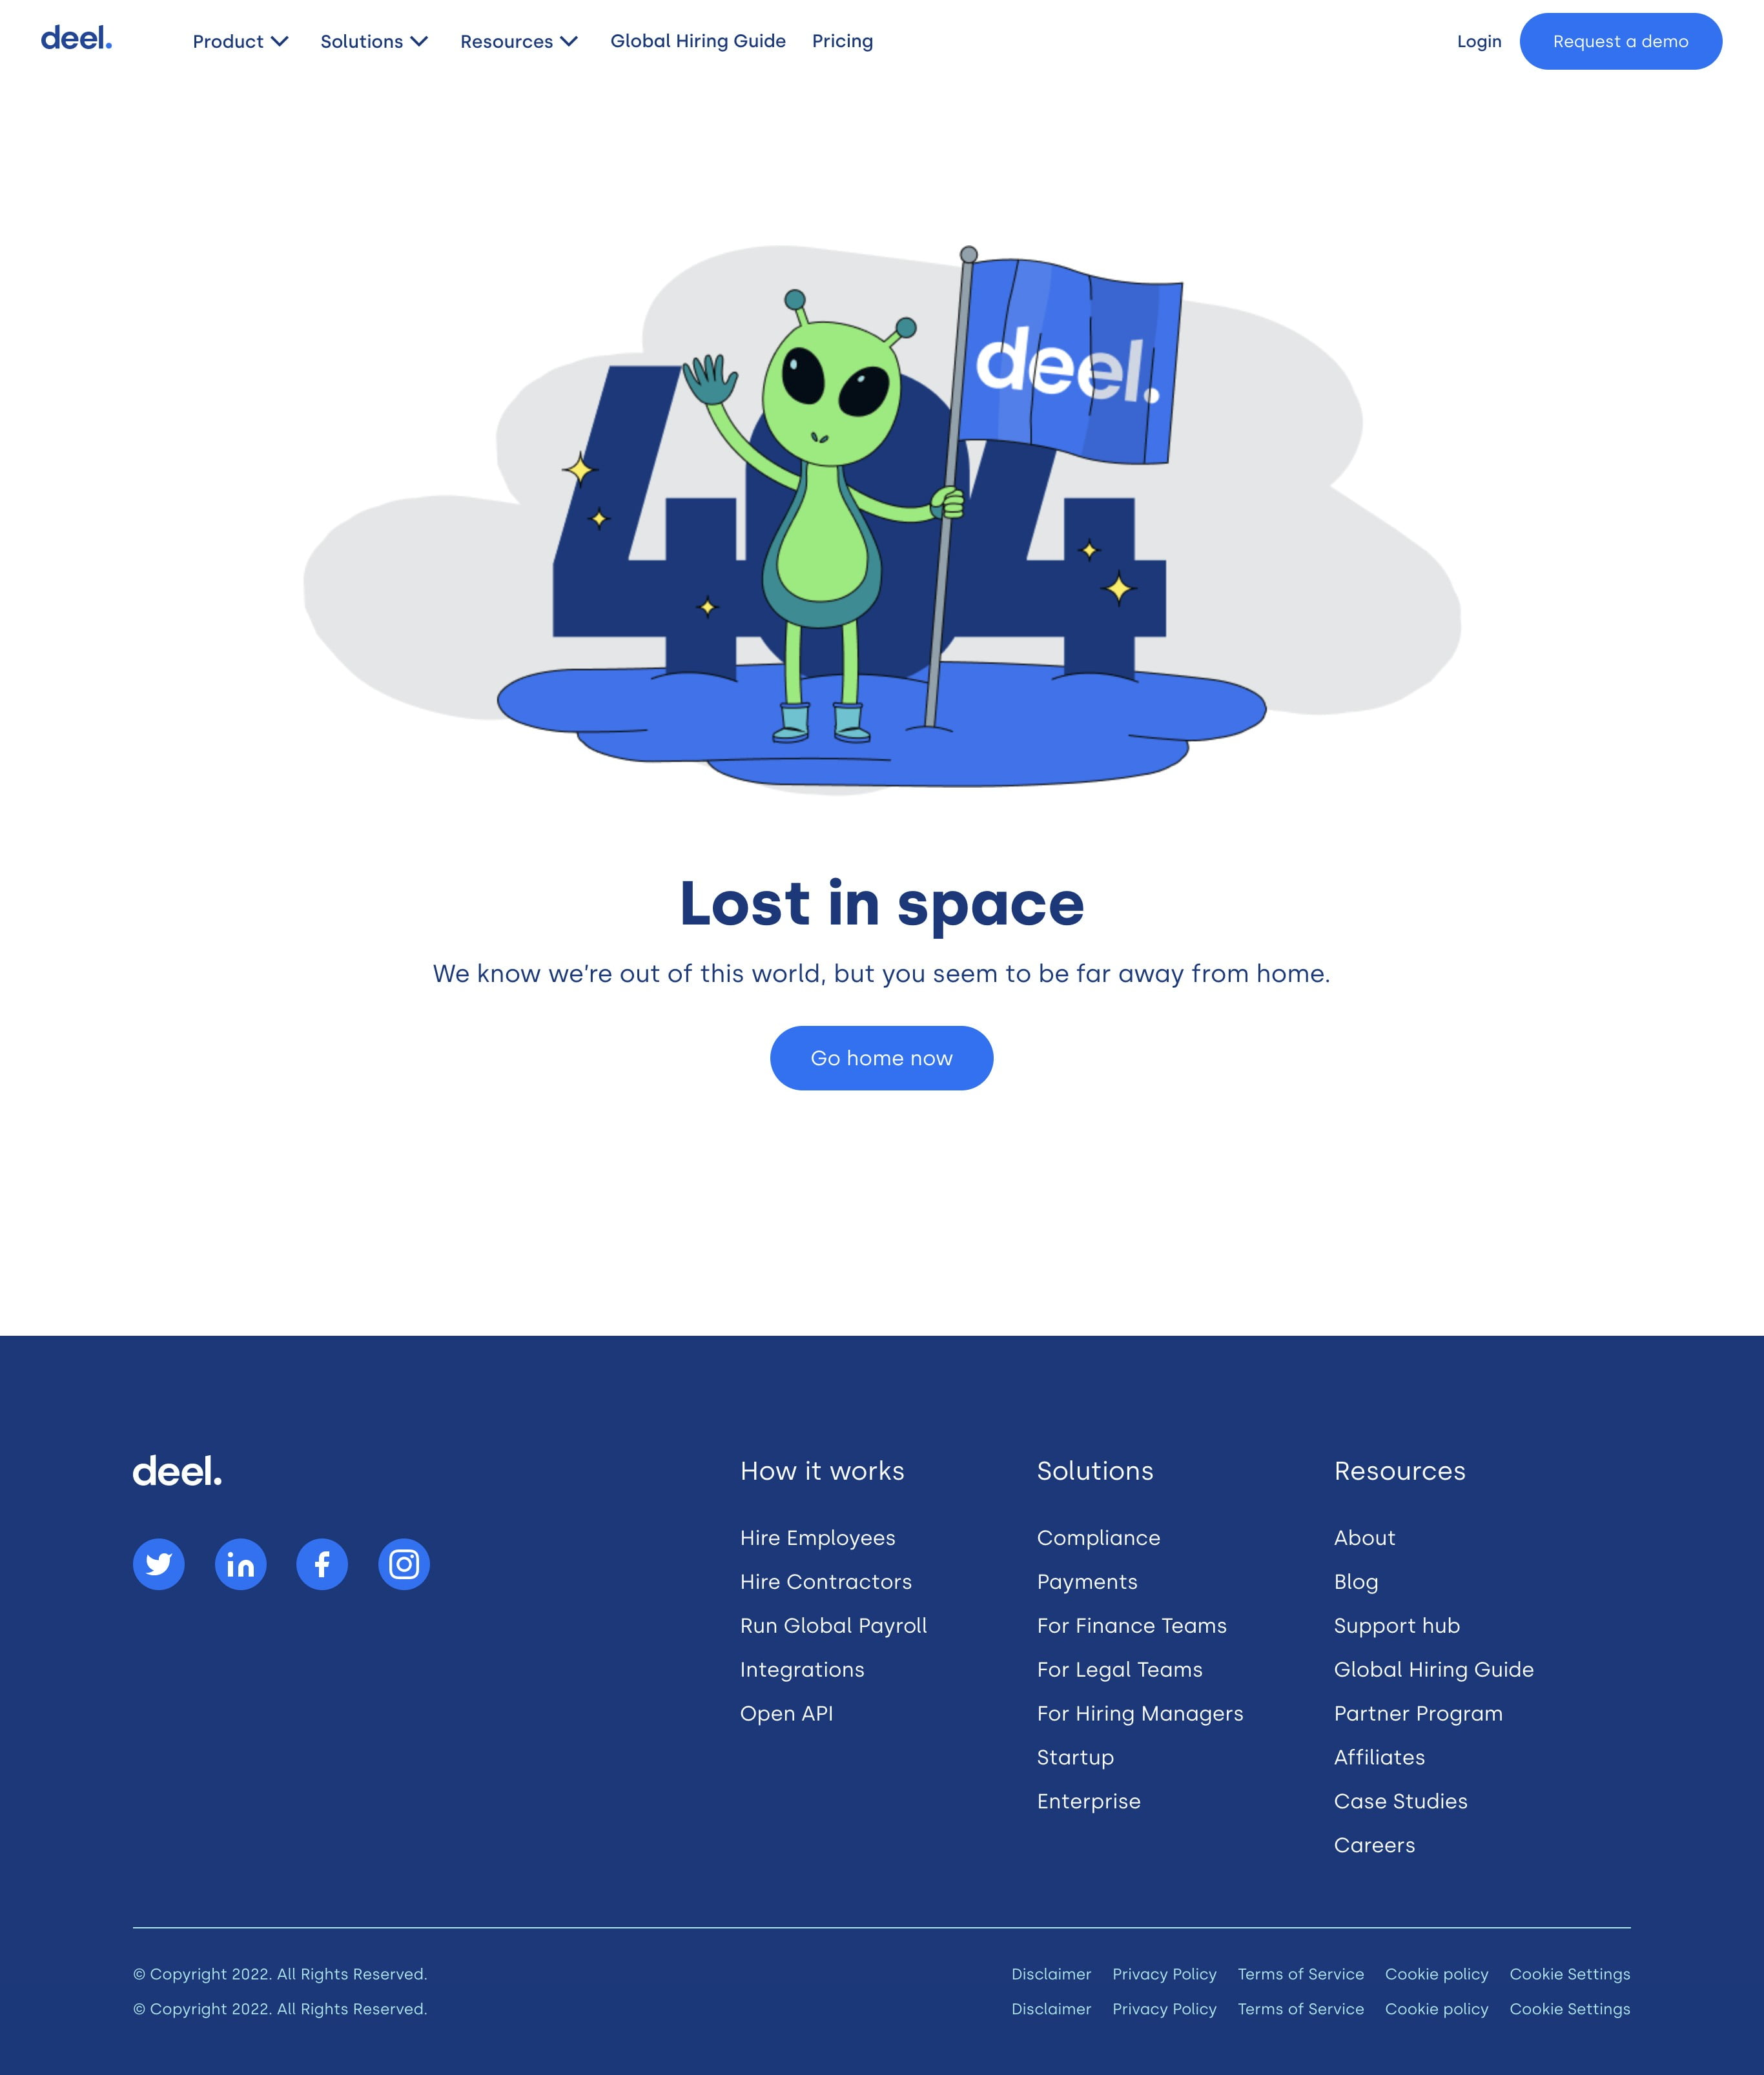 deel.
Product Solutions Resources Global Hiring Guide Pricing Login Request a demo
deel.
404
Lost in space
We know we’re out of this world, but you seem to be far away from home.
Go home now
deel.
How it works
Hire Employees
Hire Contractors
Run Global Payroll
Integrations
Open API
Solutions
Compliance
Payments
For Finance Teams
For Legal Teams
For Hiring Managers
Startup
Enterprise
Resources
About
Blog
Support hub
Global Hiring Guide
Partner Program
Affiliates
Case Studies
Careers
© Copyright 2022. All Rights Reserved. Disclaimer Privacy Policy Terms of Service Cookie policy Cookie Settings
© Copyright 2022. All Rights Reserved. Disclaimer Privacy Policy Terms of Service Cookie policy Cookie Settings